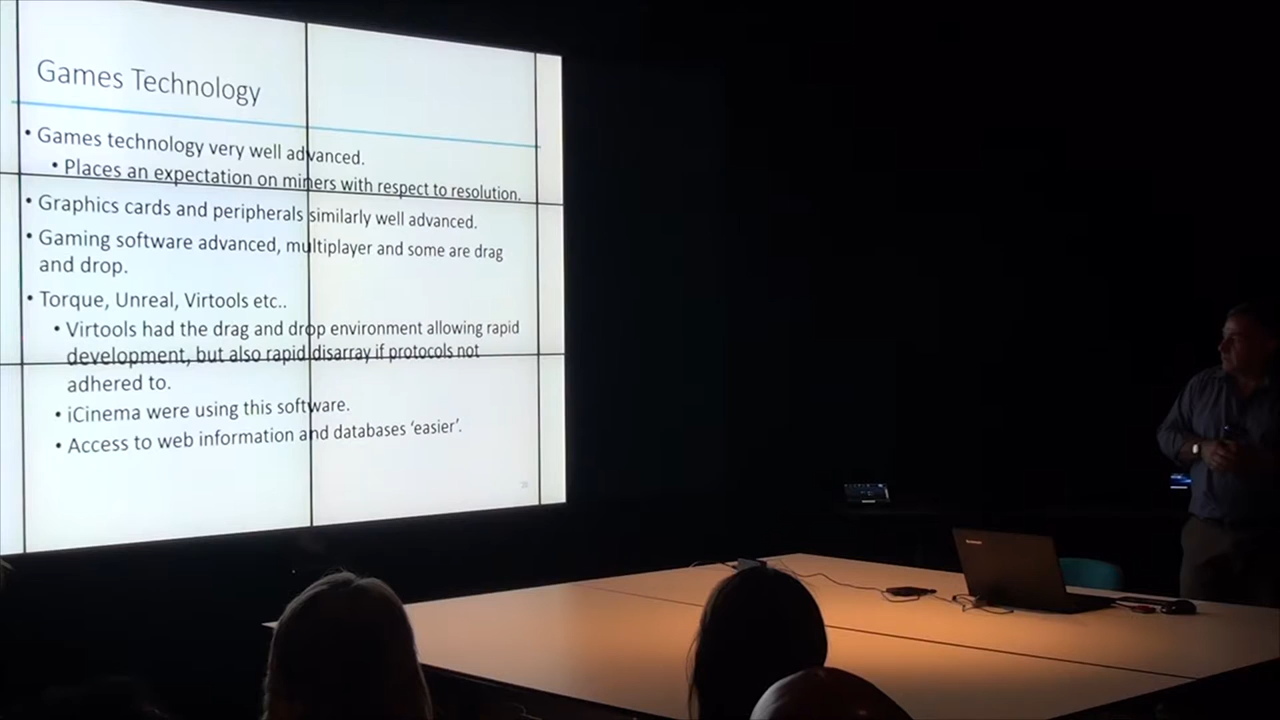 Games Technology
• Games technology very well advanced.
• Places an expectation on miners with respect to resolution.
• Graphics cards and peripherals similarly well advanced.
• Gaming software advanced, multiplayer and some are drag
and drop.
• Torque, Unreal, Virtools etc..
• Virtools had the drag and drop environment allowing rapid
development, but also rapid disarray if protocols not
adhered to.
• iCinema were using this software.
• Access to web information and databases ‘easier’.